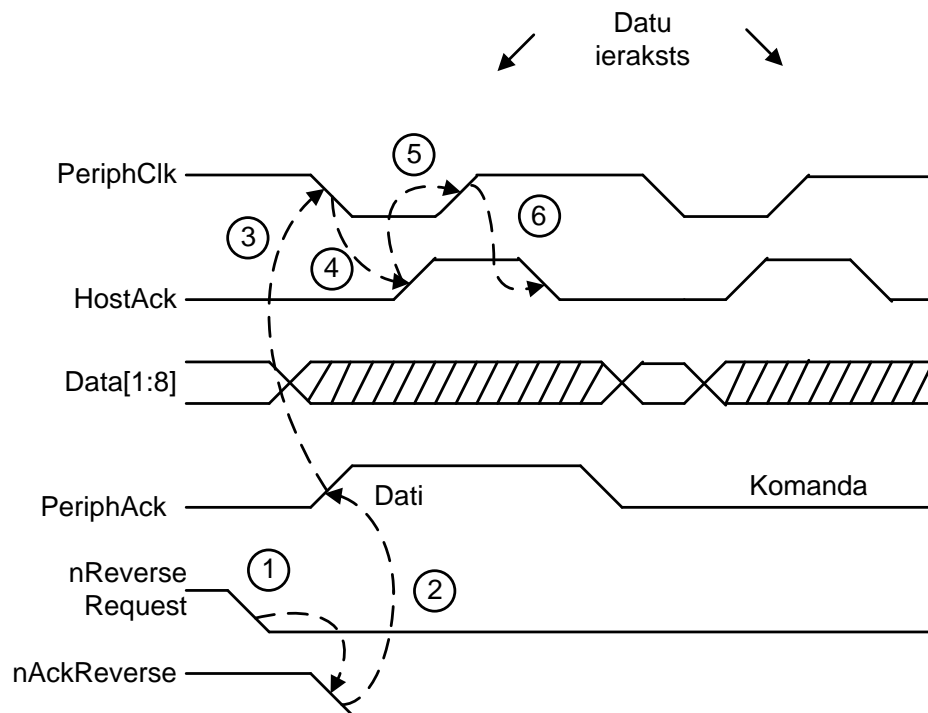 Datu
ieraksts
PeriphClk
5
6
3
4
HostAck
Data[1:8]
Dati
Komanda
PeriphAck
nReverse
Request
1
2
nAckReverse